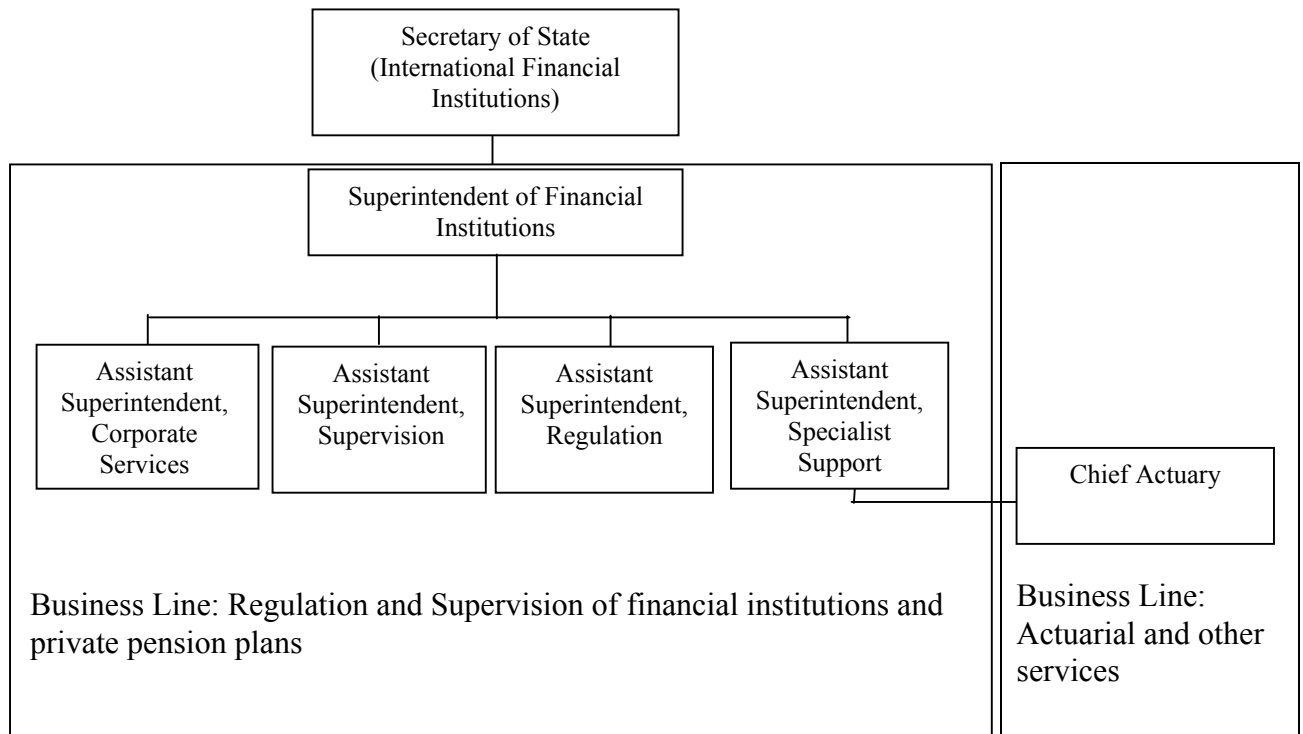 Secretary of State
(International Financial
Institutions)
Superintendent of Financial
Institutions
Assistant
Superintendent,
Corporate
Services
Assistant
Superintendent,
Supervision
Assistant
Superintendent,
Regulation
Assistant
Superintendent,
Specialist
Support
Chief Actuary
Business Line: Regulation and Supervision of financial institutions and
private pension plans
Business Line:
Actuarial and other
services